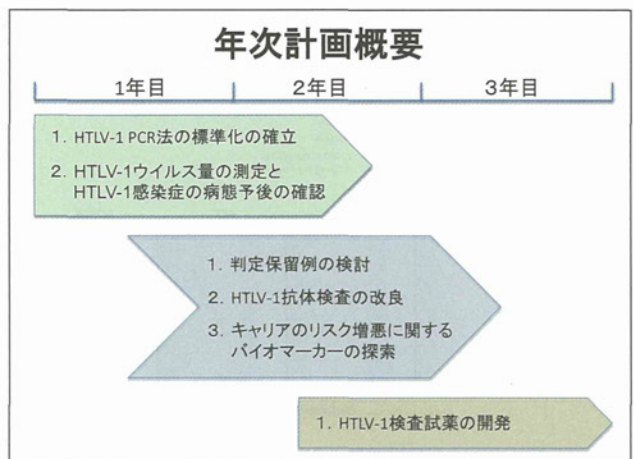 年次計画概要
1年目 2年目 3年目
1. HTLV-1 PCR法の標準化の確立
2. HTLV-1ウイルス量の測定と
HTLV-1感染症の病態予後の確認
1. 判定保留例の検討
2. HTLV-1抗体検査の改良
3. キャリアのリスク増悪に関する
バイオマーカーの探索
1. HTLV-1検査試薬の開発